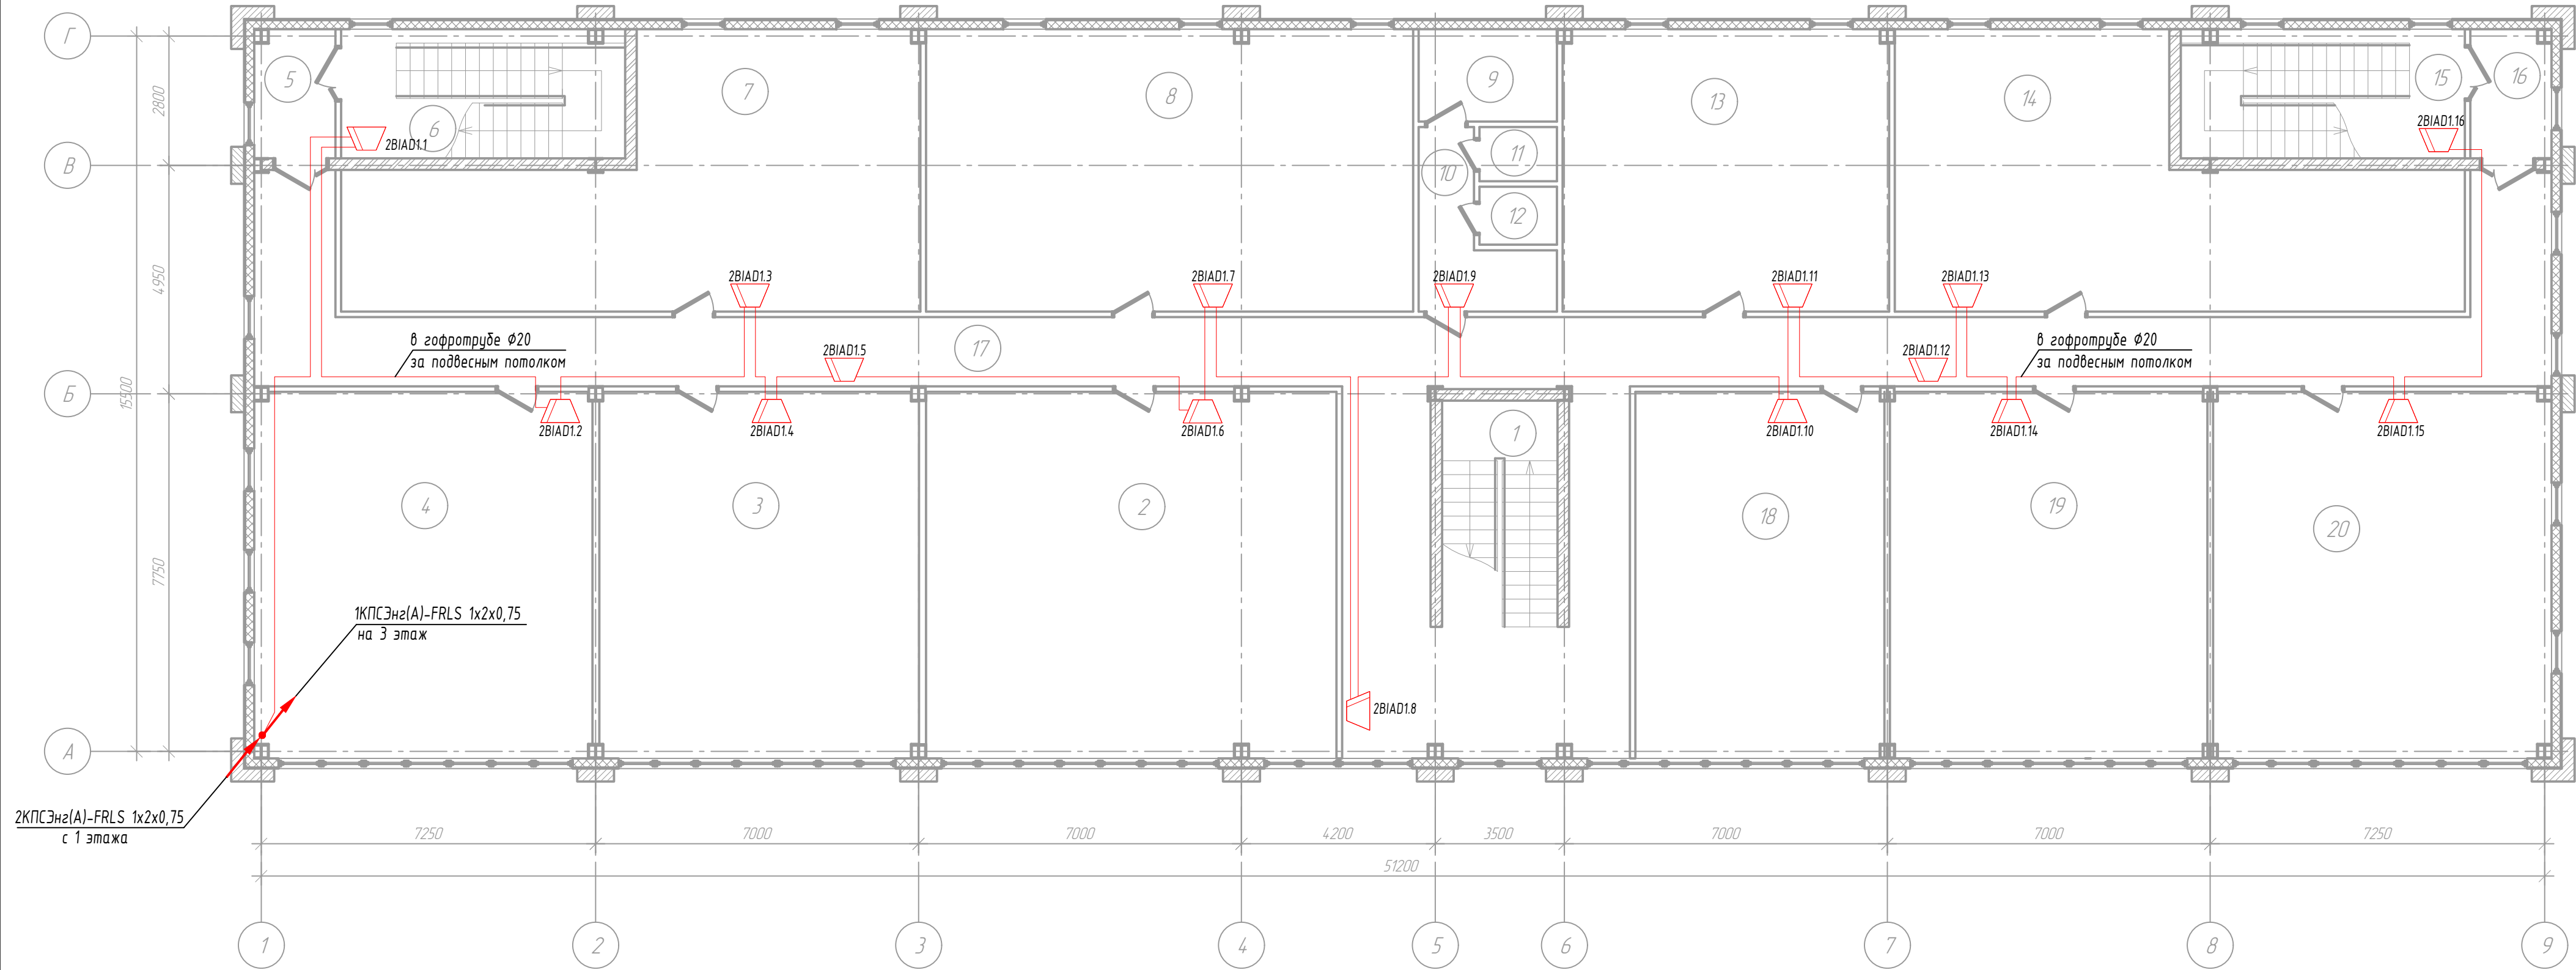 Г
5
7
8
9
13
14
15
16
2800
6
2BIAD1.1
2BIAD1.16
В
10
11
12
4950
2BIAD1.3
2BIAD1.7
2BIAD1.9
2BIAD1.11
2BIAD1.13
в гофротрубе Ø20
за подвесным потолком
2BIAD1.5
17
2BIAD1.12
в гофротрубе Ø20
за подвесным потолком
Б
15500
2BIAD1.2
2BIAD1.4
2BIAD1.6
1
2BIAD1.10
2BIAD1.14
2BIAD1.15
4
3
2
18
19
20
7750
1КПСЭнг(А)-FRLS 1x2x0,75
на 3 этаж
2BIAD1.8
А
2КПСЭнг(А)-FRLS 1x2x0,75
с 1 этажа
7250
7000
7000
4200
3500
7000
7000
7250
51200
1
2
3
4
5
6
7
8
9